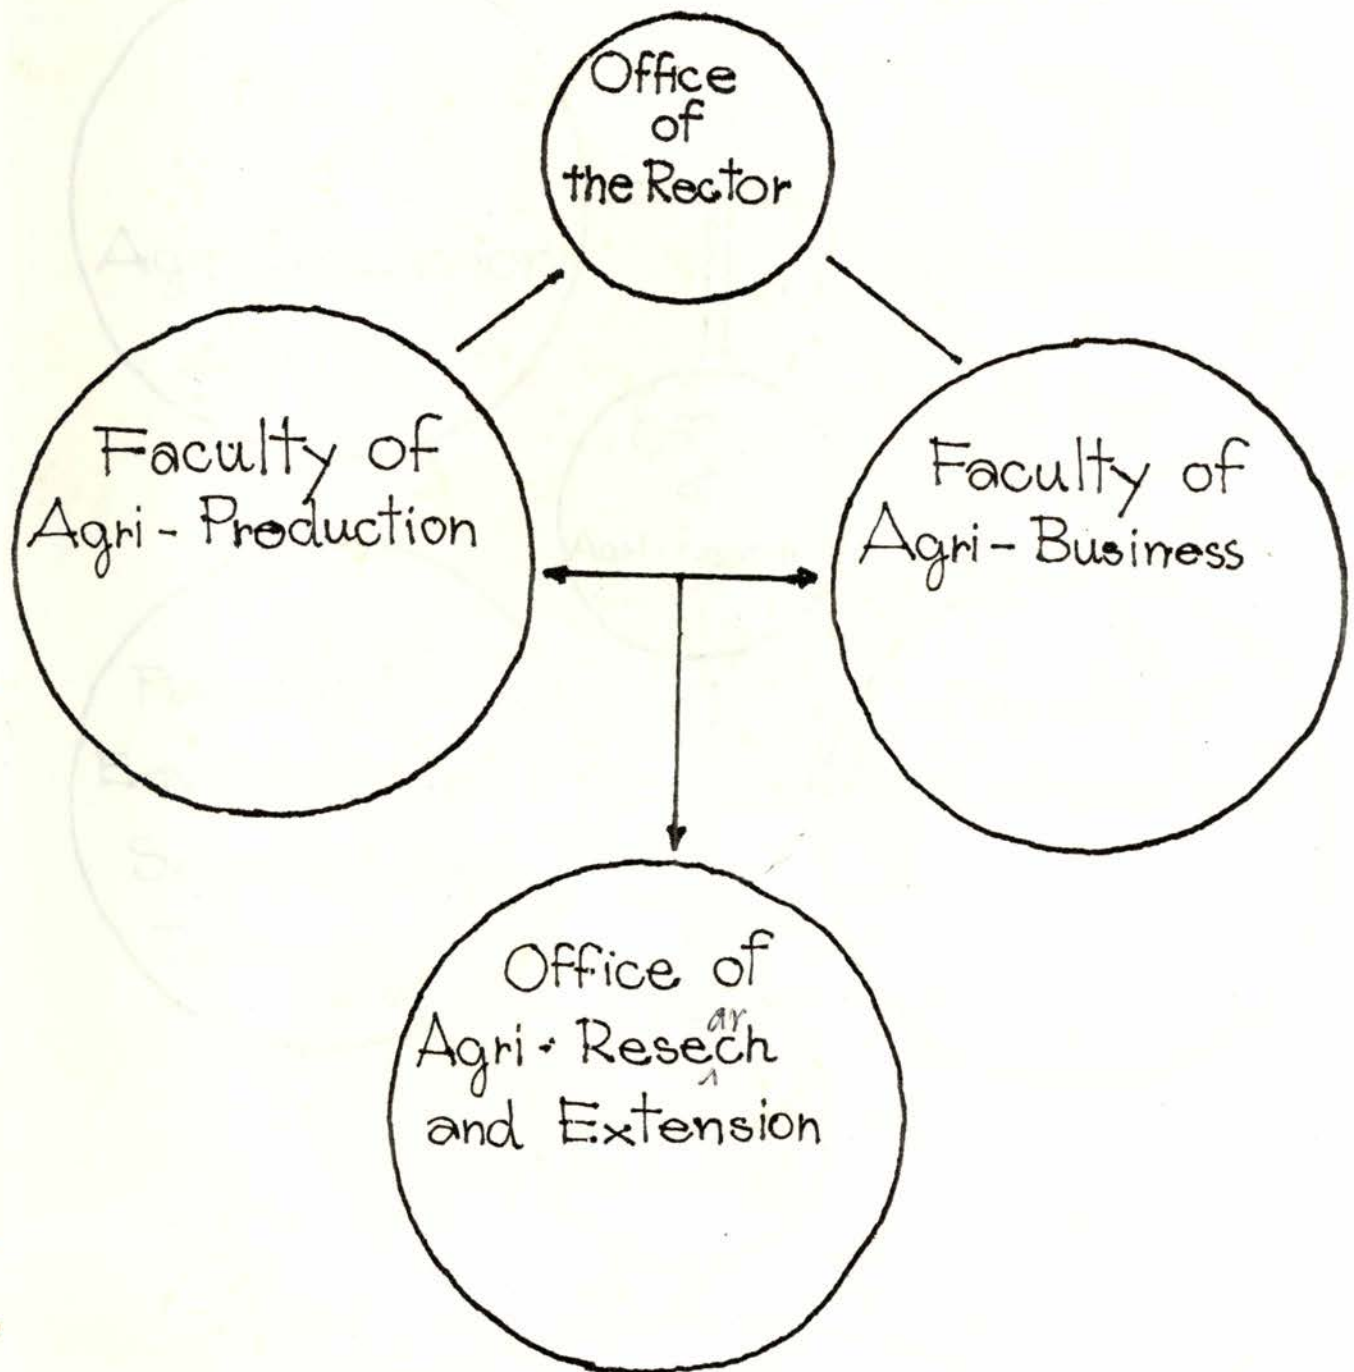 Office
of
the Rector
Faculty of
Agri - Production
Faculty of
Agri - Business
Office of
ar
Agri - Resech
and Extension